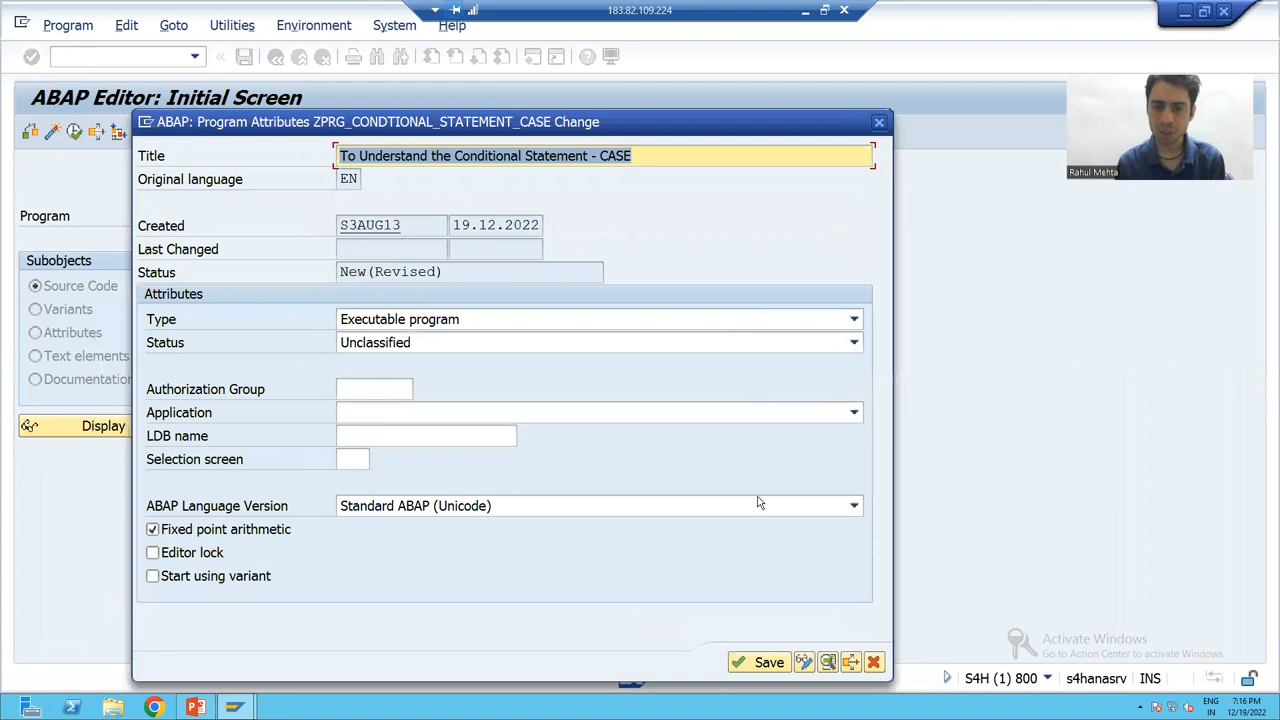 183.82.109.224
Program Edit Goto Utilities Environment System Help
ABAP Editor: Initial Screen
ABAP: Program Attributes ZPRG_CONDTIONAL_STATEMENT_CASE Change
Title To Understand the Conditional Statement - CASE
Original language EN
Rahul Mehta
Program
Created S3AUG13 19.12.2022
Last Changed
Subobjects
Status New(Revised)
Source Code
Attributes
Variants
Type Executable program
Attributes
Status Unclassified
Text elements
Documentation
Authorization Group
Application
Display
LDB name
Selection screen
ABAP Language Version Standard ABAP (Unicode)
Fixed point arithmetic
Editor lock
Start using variant
Activate Windows
Go to Action Center to activate Windows.
Save
S4H (1) 800 s4hanasrv INS
ENG 7:16 PM
IN 12/19/2022